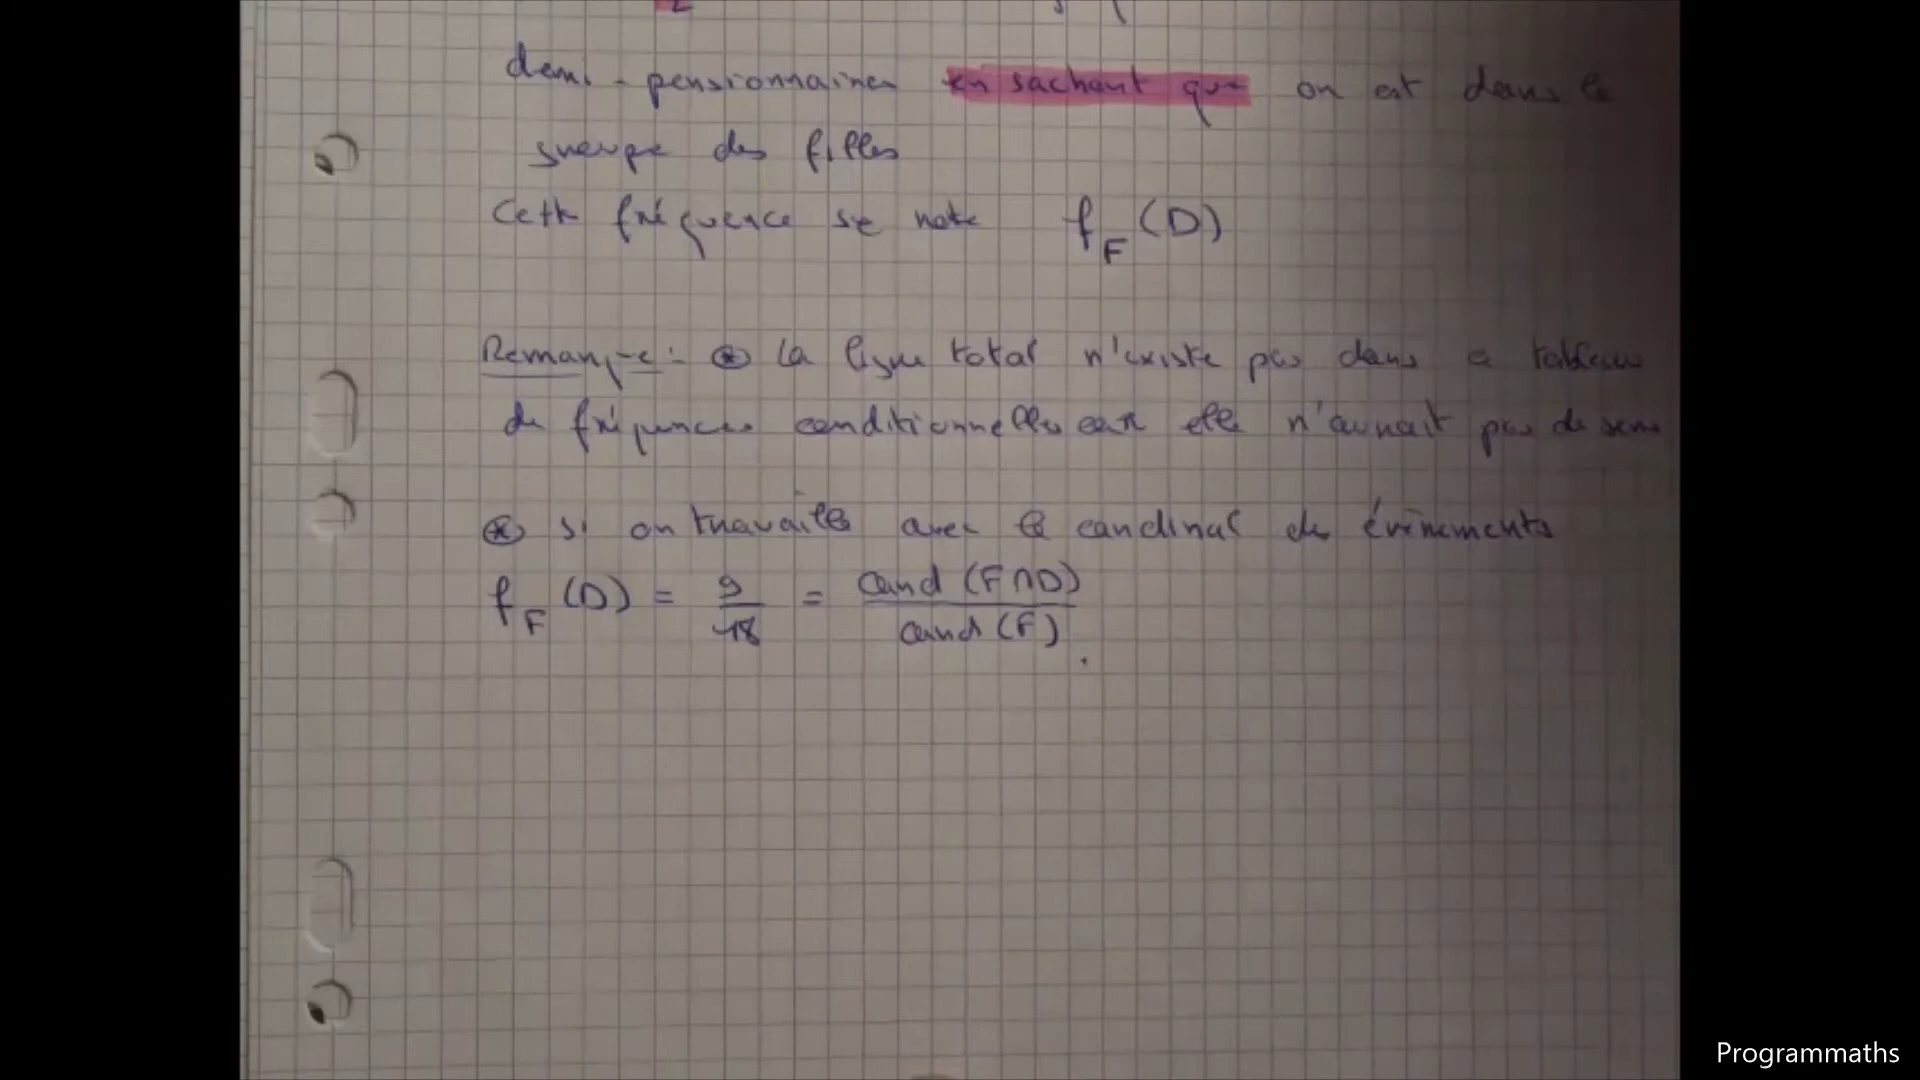 demi-pensionnaires en sachant que on est dans le
groupe des filles
Cette fréquence se note f_F (D)
Remarque : ⊛ la ligne total n'existe pas dans le tableau
de fréquences conditionnelles car elle n'aurait pas de sens
⊛ si on travaille avec le cardinal des évènements
f_F (D) = 9/18 = card (F∩D)/card (F).
Programmaths